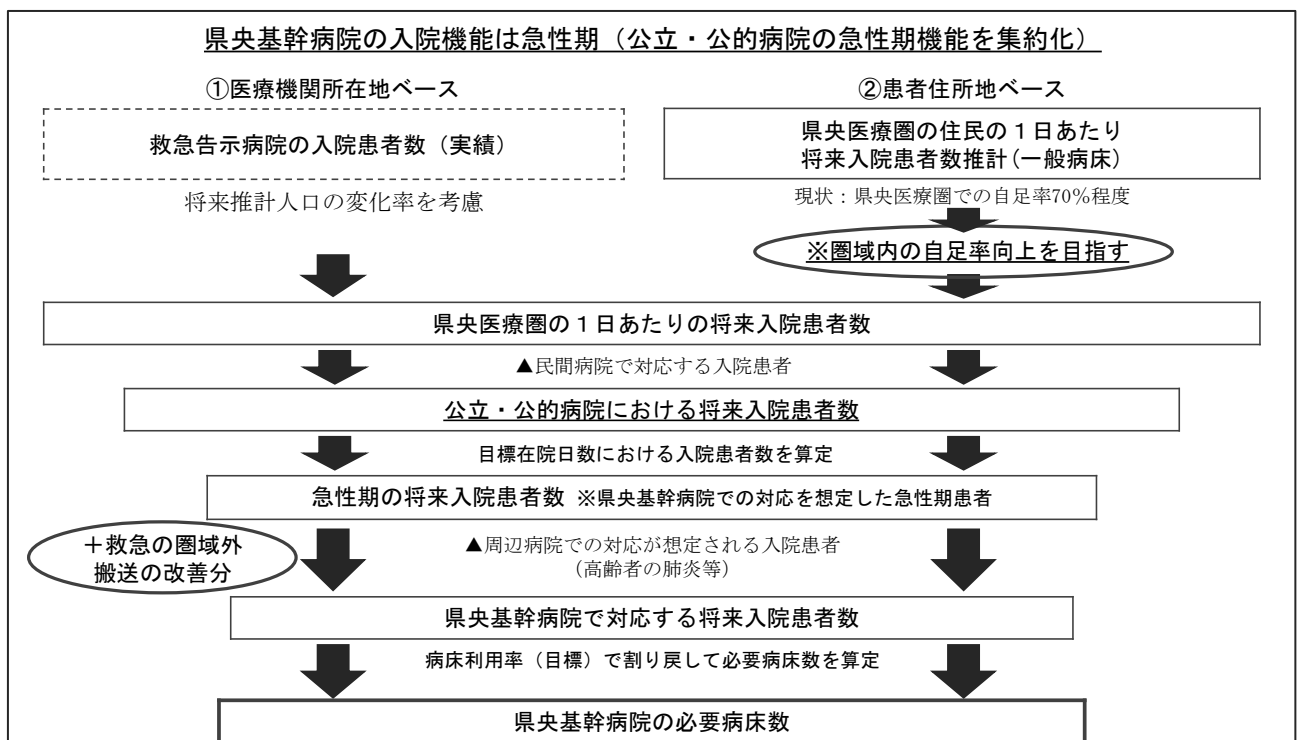 県央基幹病院の入院機能は急性期（公立・公的病院の急性期機能を集約化）
①医療機関所在地ベース
救急告示病院の入院患者数（実績）
将来推計人口の変化率を考慮
②患者住所地ベース
県央医療圏の住民の１日あたり
将来入院患者数推計（一般病床）
現状：県央医療圏での自足率70％程度
※圏域内の自足率向上を目指す
県央医療圏の１日あたりの将来入院患者数
▲民間病院で対応する入院患者
公立・公的病院における将来入院患者数
目標在院日数における入院患者数を算定
急性期の将来入院患者数 ※県央基幹病院での対応を想定した急性期患者
＋救急の圏域外
搬送の改善分
▲周辺病院での対応が想定される入院患者
（高齢者の肺炎等）
県央基幹病院で対応する将来入院患者数
病床利用率（目標）で割り戻して必要病床数を算定
県央基幹病院の必要病床数